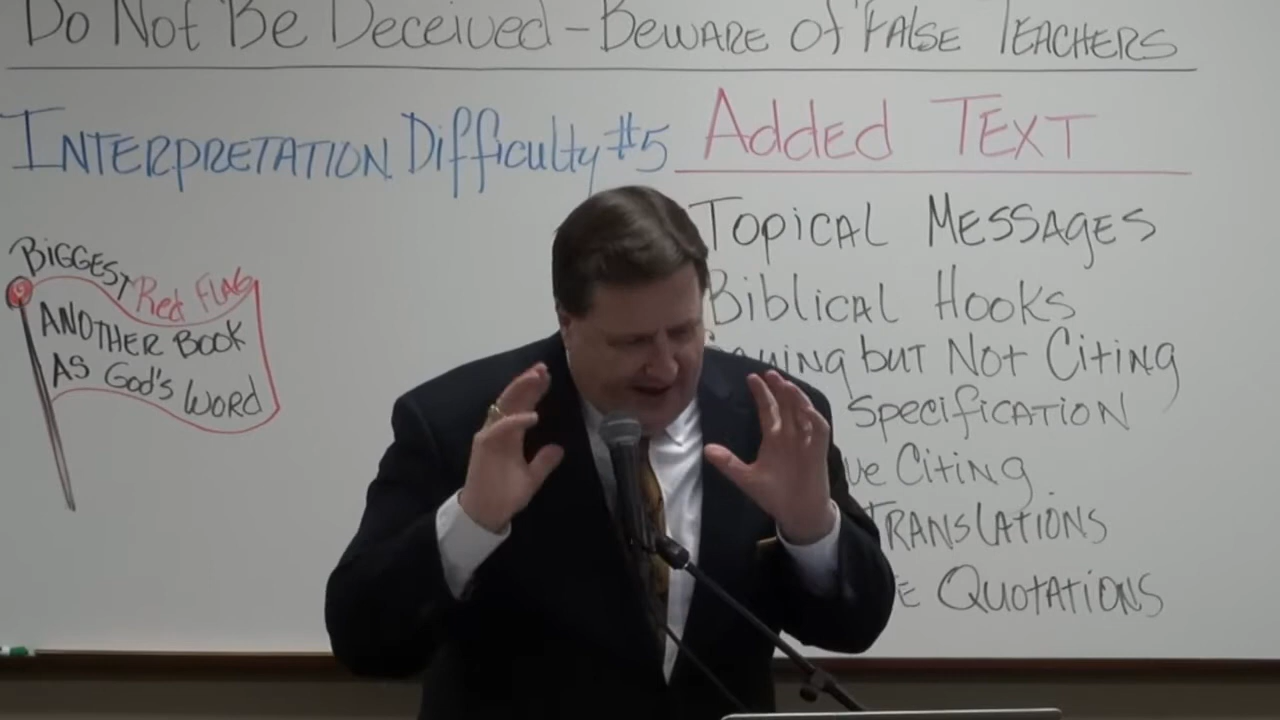 Do Not Be Deceived - Beware of False Teachers
Interpretation Difficulty #5 Added Text
Topical Messages
Biblical Hooks
but Not Citing
Specification
Citing
Translations
Quotations
Biggest Red Flag
Another Book
As God's Word